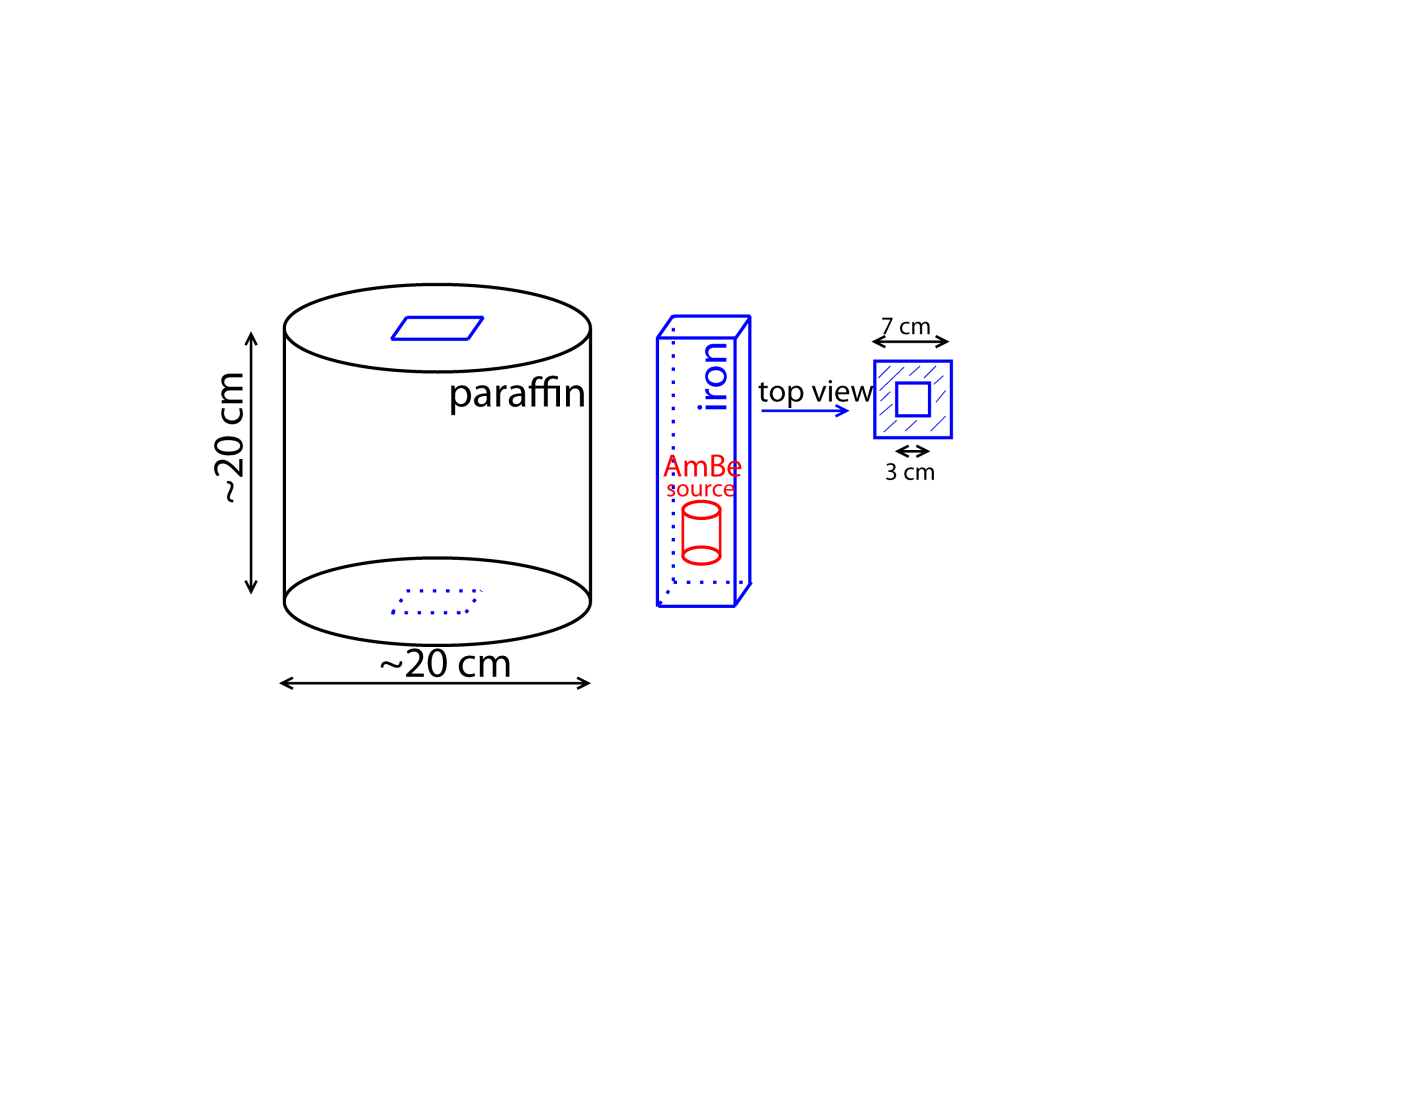 ~20 cm
paraffin
~20 cm
iron
AmBe
source
top view
7 cm
3 cm